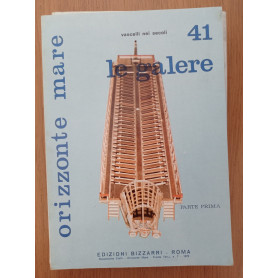 orizzonte mare
vascelli nei secoli
41
le galere
PARTE PRIMA
EDIZIONI BIZZARRI - ROMA